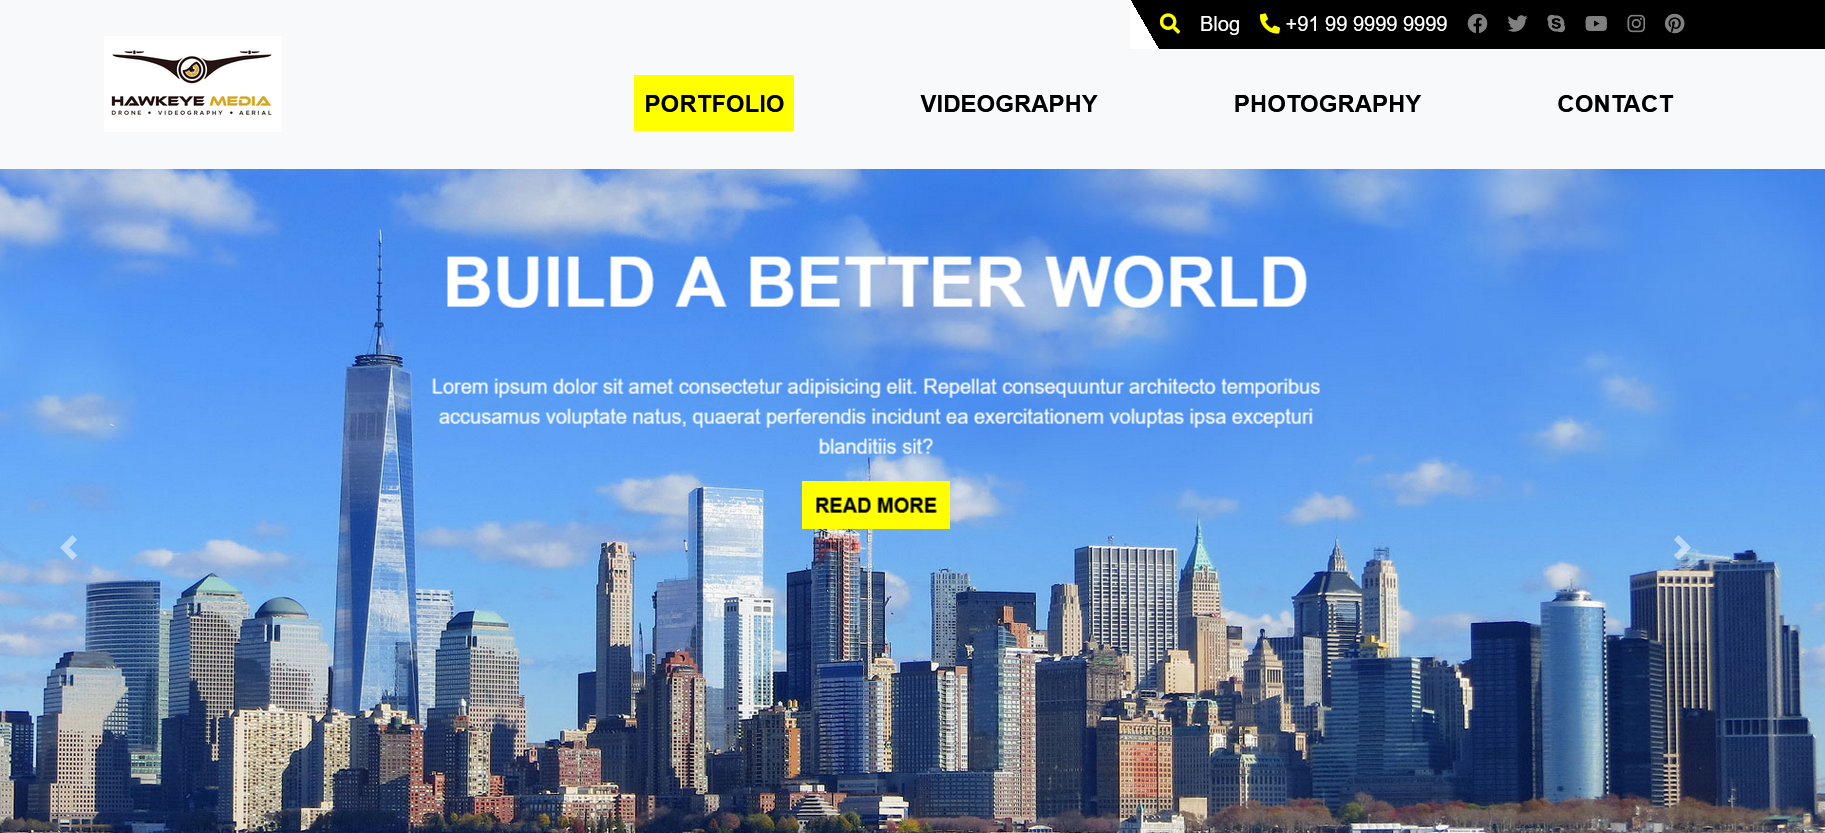 Blog
+91 99 9999 9999
HAWKEYE MEDIA
DRONE • VIDEOGRAPHY • AERIAL
PORTFOLIO
VIDEOGRAPHY
PHOTOGRAPHY
CONTACT
BUILD A BETTER WORLD
Lorem ipsum dolor sit amet consectetur adipisicing elit. Repellat consequuntur architecto temporibus
accusamus voluptate natus, quaerat perferendis incidunt ea exercitationem voluptas ipsa excepturi
blanditiis sit?
READ MORE